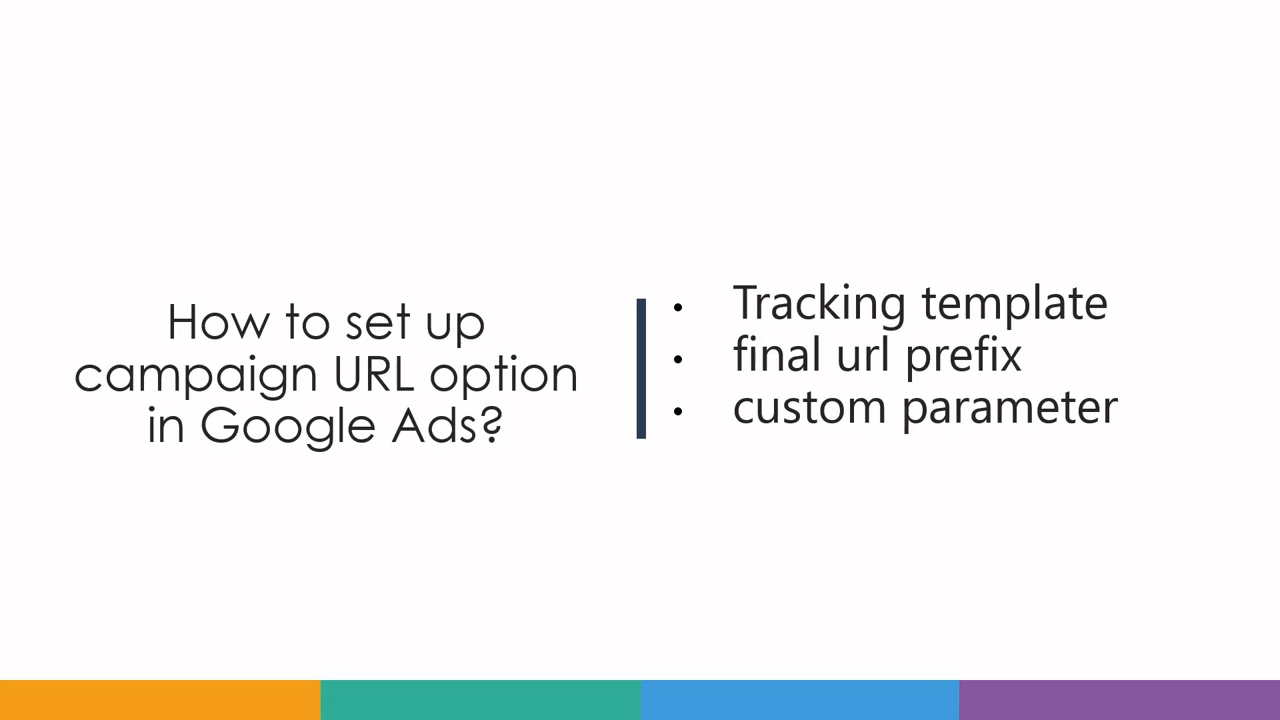 How to set up
campaign URL option
in Google Ads?
• Tracking template
• final url prefix
• custom parameter